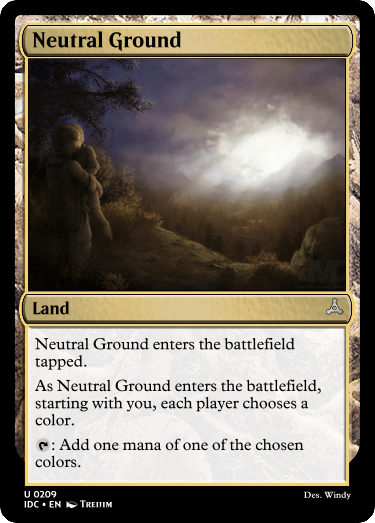 Neutral Ground
Land
Neutral Ground enters the battlefield
tapped.
As Neutral Ground enters the battlefield,
starting with you, each player chooses a
color.
: Add one mana of one of the chosen
colors.
U 0209
IDC • EN Treiim
Des. Windy